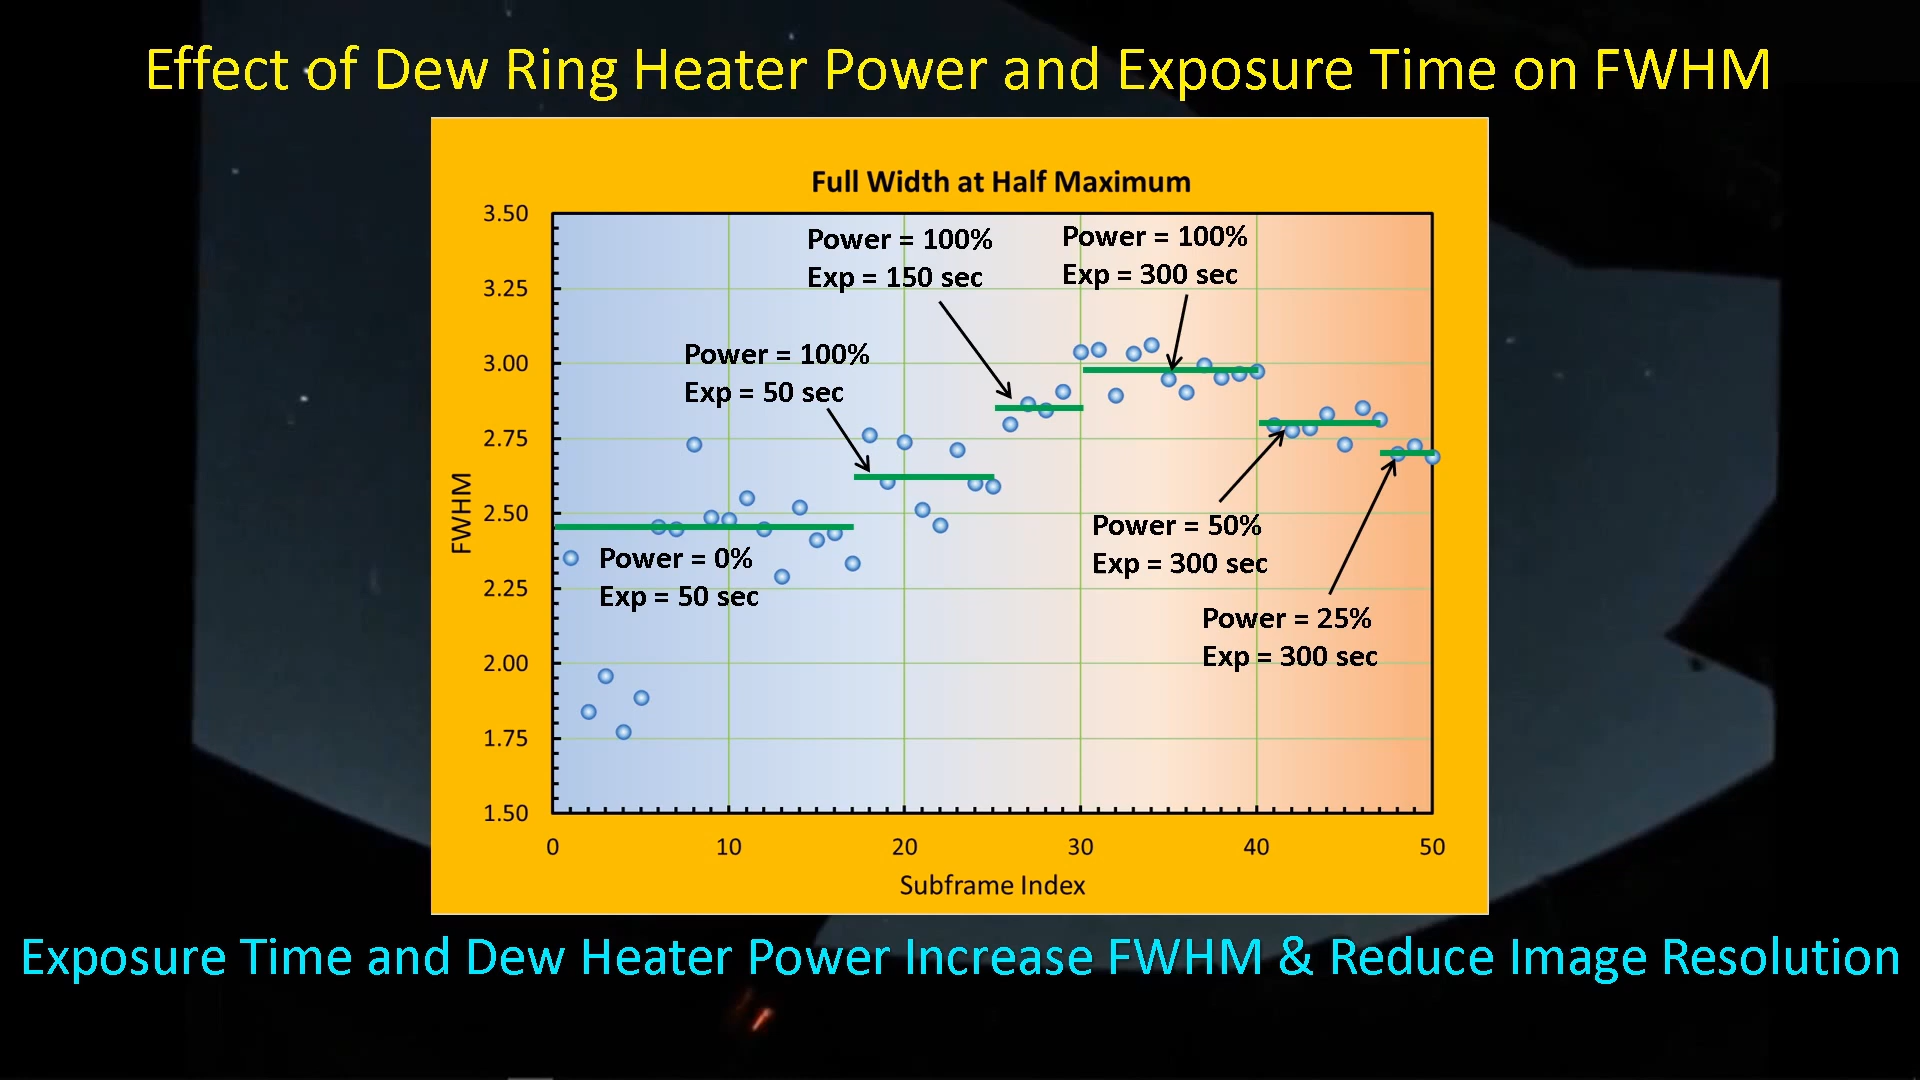 Effect of Dew Ring Heater Power and Exposure Time on FWHM
Full Width at Half Maximum
3.50
3.25
3.00
2.75
2.50
2.25
2.00
1.75
1.50
FWHM
Power = 100%
Exp = 150 sec
Power = 100%
Exp = 300 sec
Power = 100%
Exp = 50 sec
Power = 0%
Exp = 50 sec
Power = 50%
Exp = 300 sec
Power = 25%
Exp = 300 sec
0 10 20 30 40 50
Subframe Index
Exposure Time and Dew Heater Power Increase FWHM & Reduce Image Resolution